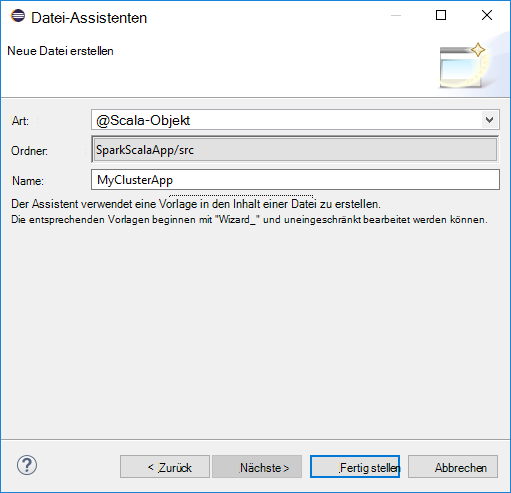 Datei-Assistenten
Neue Datei erstellen
Art: @Scala-Objekt
Ordner: SparkScalaApp/src
Name: MyClusterApp
Der Assistent verwendet eine Vorlage in den Inhalt einer Datei zu erstellen.
Die entsprechenden Vorlagen beginnen mit "Wizard_" und uneingeschränkt bearbeitet werden können.
? < .Zurück Nächste > .Fertig stellen Abbrechen